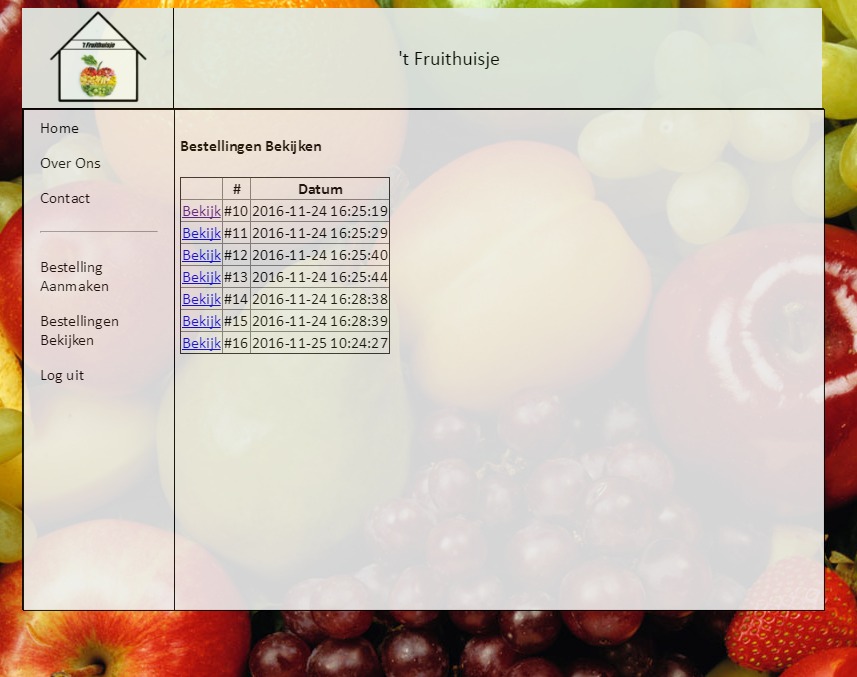 't Fruithuisje
't Fruithuisje
Home
Over Ons
Contact
Bestelling
Aanmaken
Bestellingen
Bekijken
Log uit
Bestellingen Bekijken
# Datum
Bekijk #10 2016-11-24 16:25:19
Bekijk #11 2016-11-24 16:25:29
Bekijk #12 2016-11-24 16:25:40
Bekijk #13 2016-11-24 16:25:44
Bekijk #14 2016-11-24 16:28:38
Bekijk #15 2016-11-24 16:28:39
Bekijk #16 2016-11-25 10:24:27